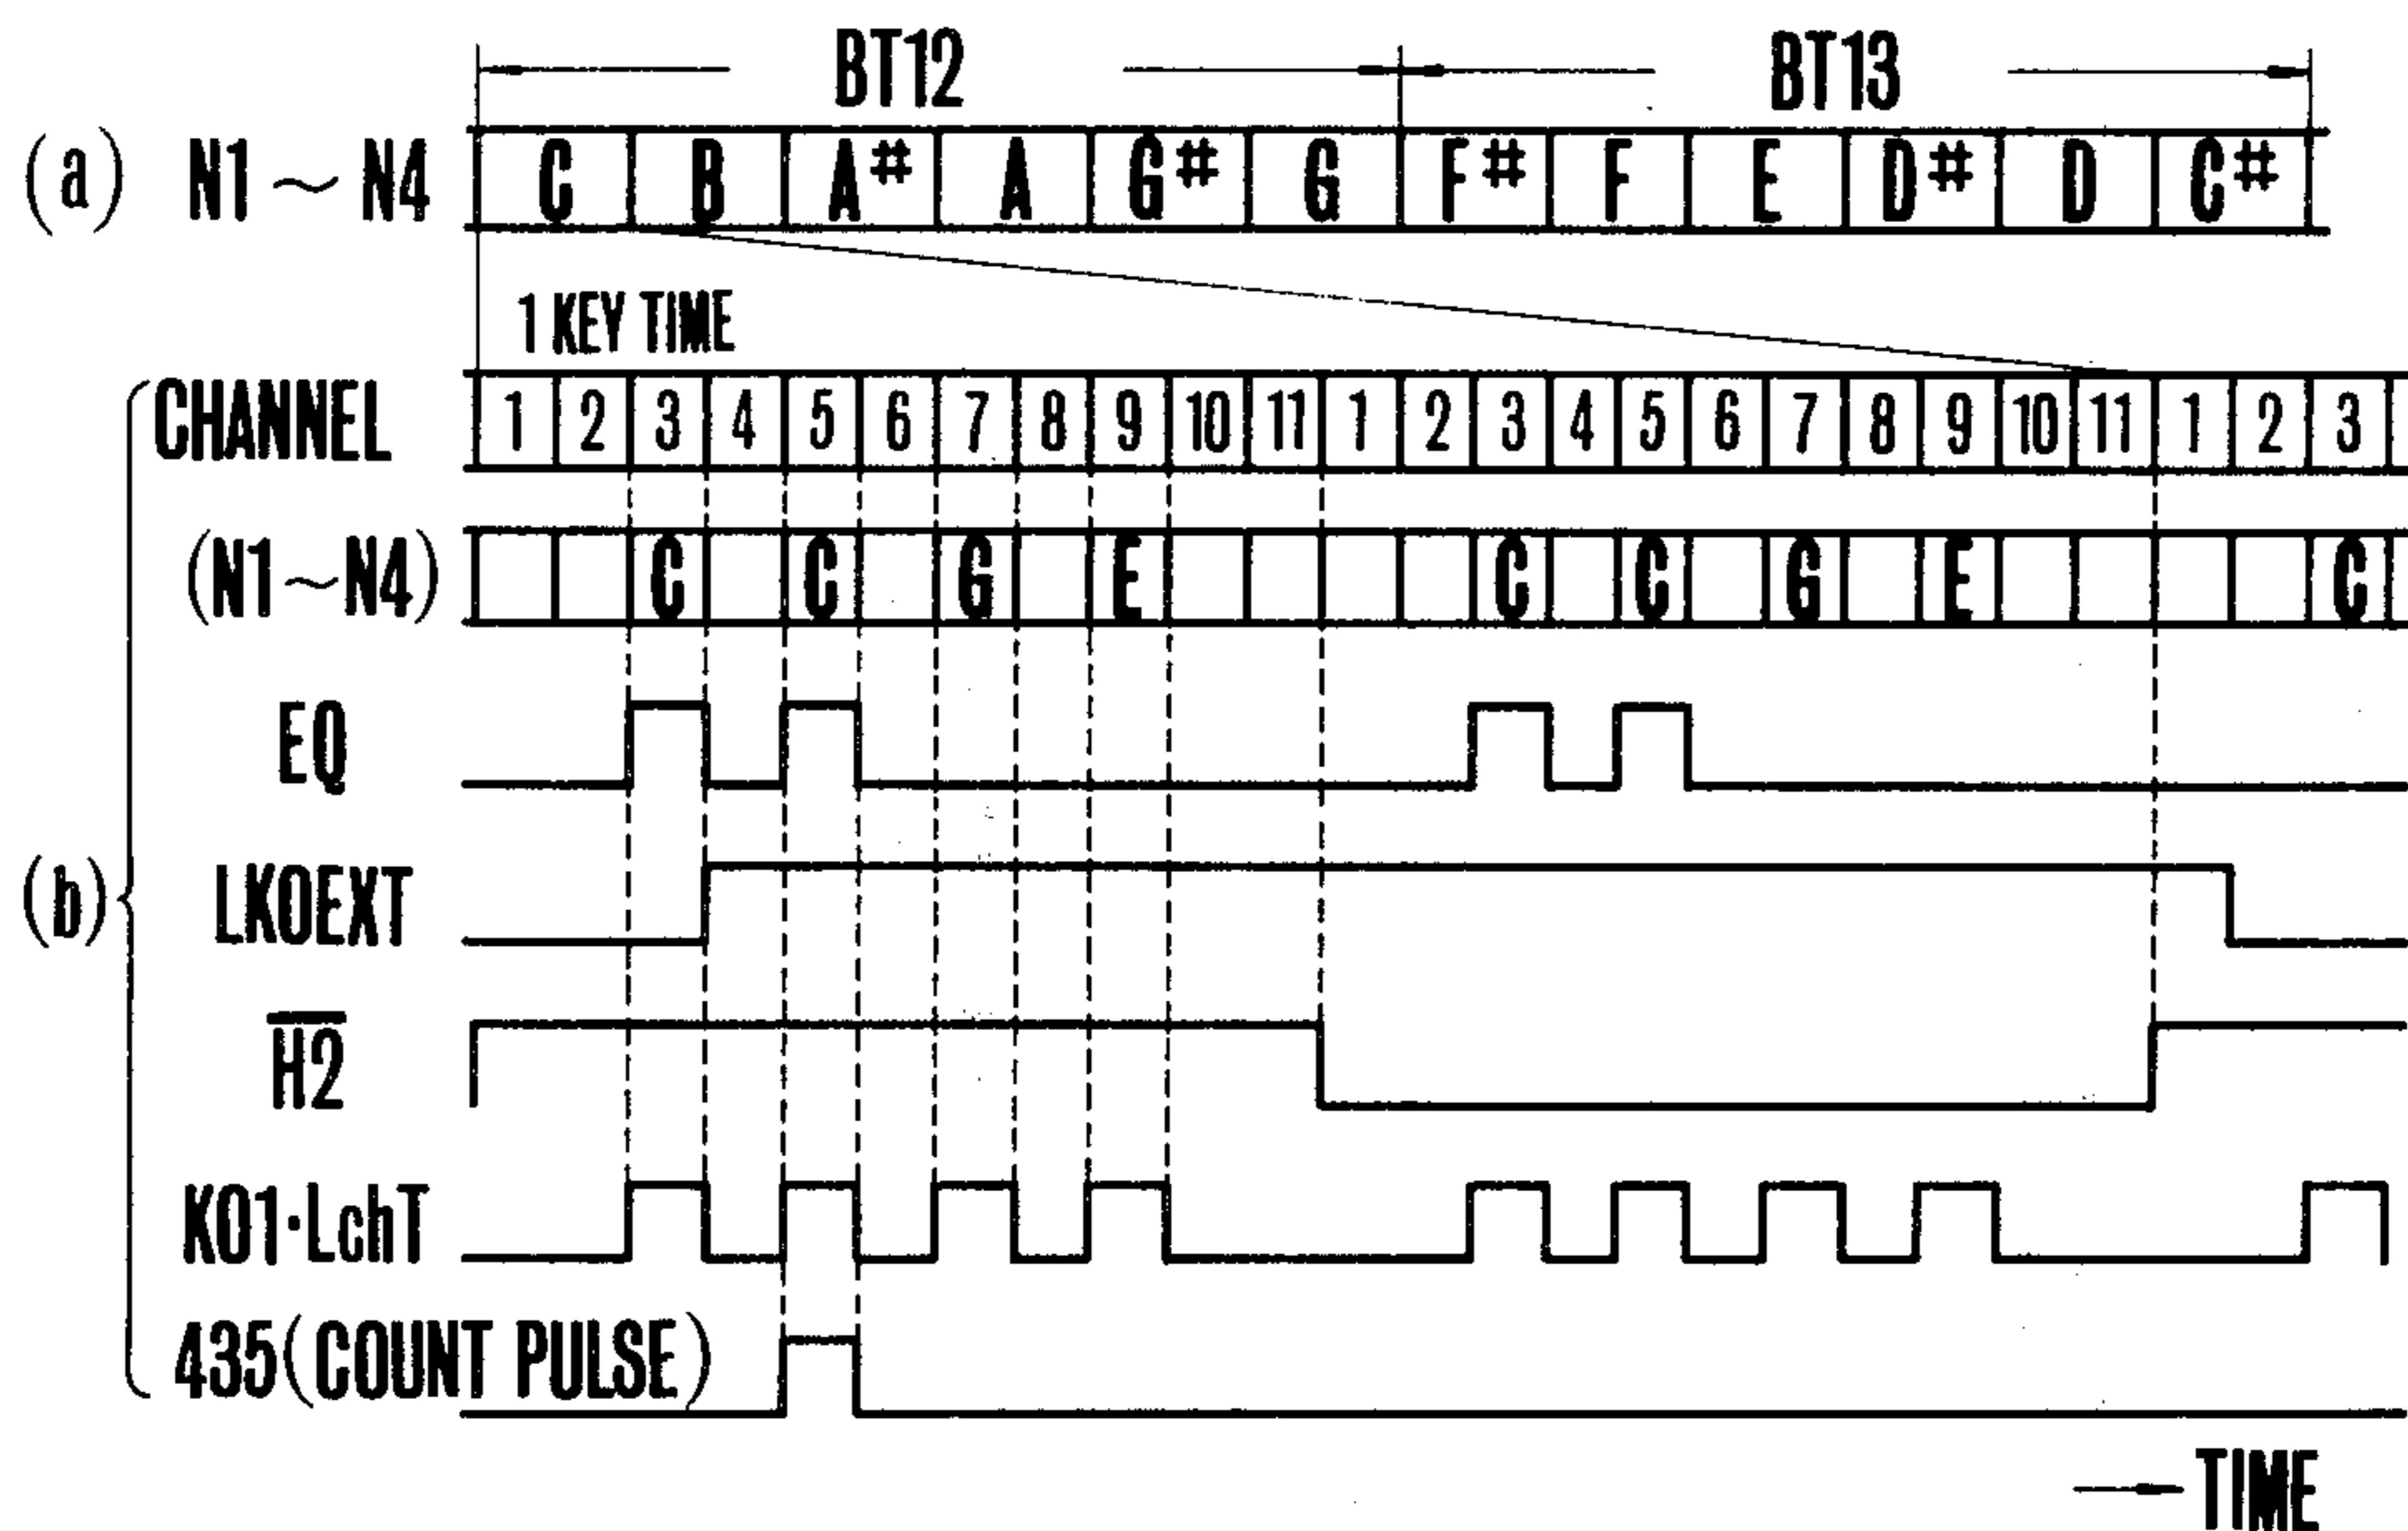 BT12 BT13
(a) N1 ~ N4 C B A# A G# G F# F E D# D C#
1 KEY TIME
CHANNEL 1 2 3 4 5 6 7 8 9 10 11 1 2 3 4 5 6 7 8 9 10 11 1 2 3
(N1~N4) C C G E C C G E C
EQ
(b) LKOEXT
H̅2̅
KO1·LchT
435(COUNT PULSE)
TIME